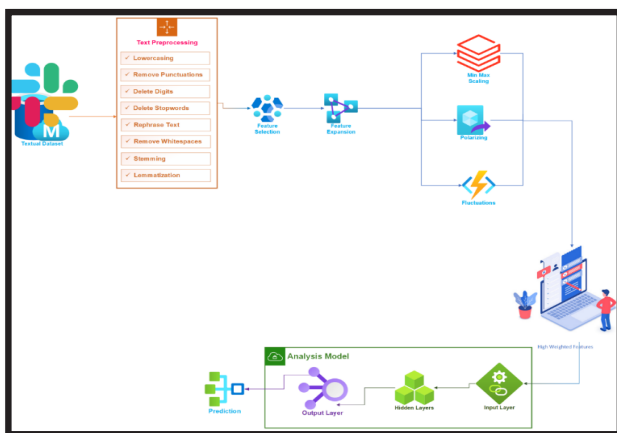 Text Preprocessing
✓ Lowercasing
✓ Remove Punctuations
✓ Delete Digits
✓ Delete Stopwords
✓ Rephrase Text
✓ Remove Whitespaces
✓ Stamming
✓ Lemmatization
M
Textual Dataset
Feature
Selection
Feature
Expansion
Min Max
Scaling
Polarizing
Fluctuations
High Weighted Features
Analysis Model
Input Layer
Hidden Layers
Output Layer
Prediction